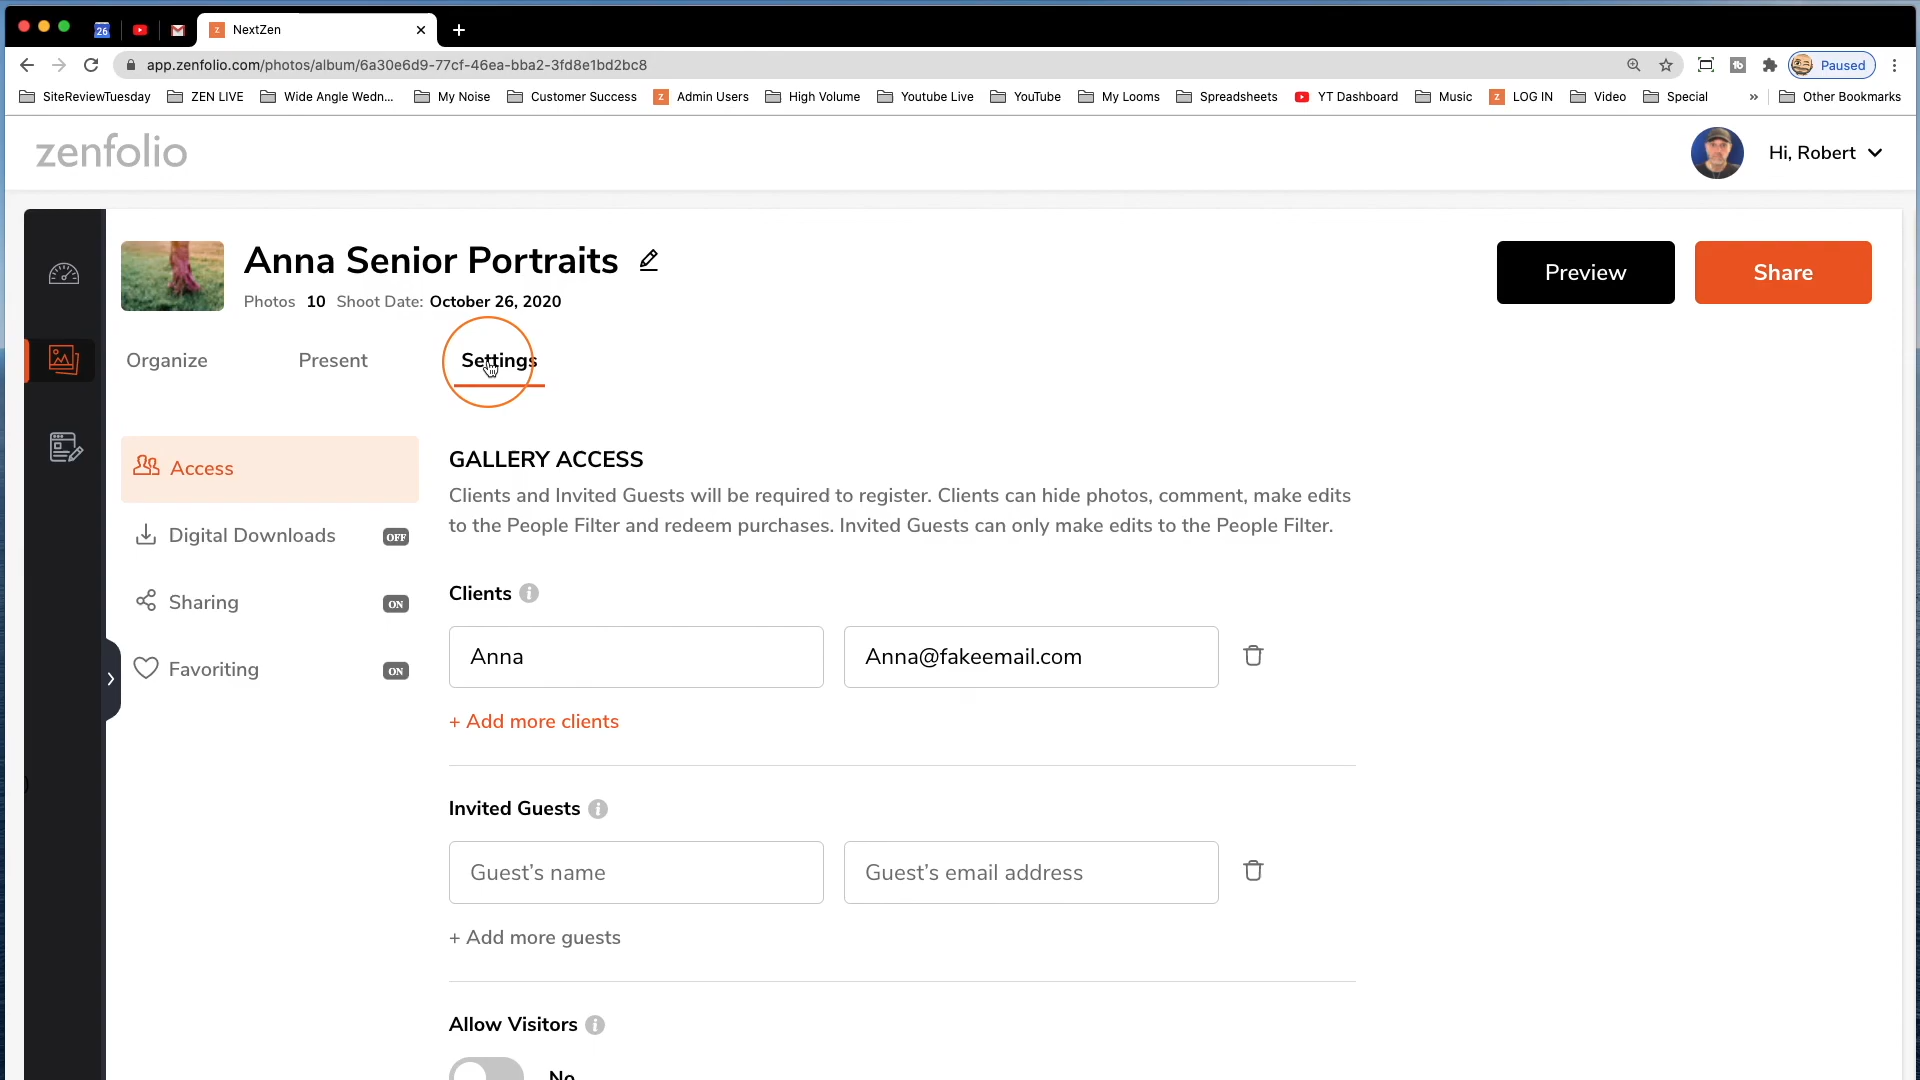 26
NextZen
app.zenfolio.com/photos/album/6a30e6d9-77cf-46ea-bba2-3fd8e1bd2bc8
Paused
SiteReviewTuesday ZEN LIVE Wide Angle Wedn... My Noise Customer Success Admin Users High Volume Youtube Live YouTube My Looms Spreadsheets YT Dashboard Music LOG IN Video Special » Other Bookmarks
zenfolio
Hi, Robert
Anna Senior Portraits
Photos 10 Shoot Date: October 26, 2020
Preview
Share
Organize Present Settings
Access
Digital Downloads OFF
Sharing ON
Favoriting ON
GALLERY ACCESS
Clients and Invited Guests will be required to register. Clients can hide photos, comment, make edits
to the People Filter and redeem purchases. Invited Guests can only make edits to the People Filter.
Clients
Anna Anna@fakeemail.com
+ Add more clients
Invited Guests
Guest’s name Guest’s email address
+ Add more guests
Allow Visitors
No